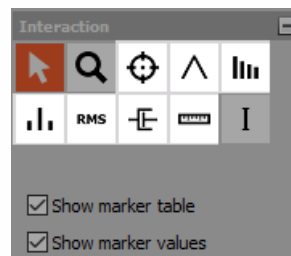 Interaction
RMS
I
Show marker table
Show marker values